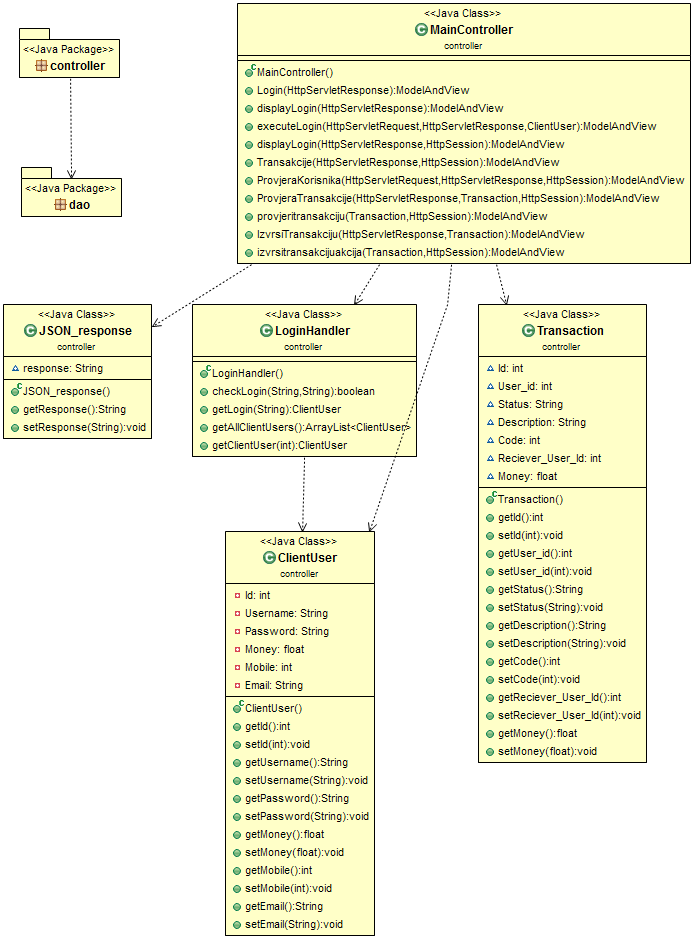 <<Java Package>>
controller
<<Java Package>>
dao
<<Java Class>>
MainController
controller
MainController()
Login(HttpServletResponse):ModelAndView
displayLogin(HttpServletResponse):ModelAndView
executeLogin(HttpServletRequest,HttpServletResponse,ClientUser):ModelAndView
displayLogin(HttpServletResponse,HttpSession):ModelAndView
Transakcije(HttpServletResponse,HttpSession):ModelAndView
ProvjeraKorisnika(HttpServletRequest,HttpServletResponse,HttpSession):ModelAndView
ProvjeraTransakcije(HttpServletResponse,Transaction,HttpSession):ModelAndView
provjeritransakciju(Transaction,HttpSession):ModelAndView
IzvrsiTransakciju(HttpServletResponse,Transaction):ModelAndView
izvrsitransakcijuakcija(Transaction,HttpSession):ModelAndView
<<Java Class>>
JSON_response
controller
response: String
JSON_response()
getResponse():String
setResponse(String):void
<<Java Class>>
LoginHandler
controller
LoginHandler()
checkLogin(String,String):boolean
getLogin(String):ClientUser
getAllClientUsers():ArrayList<ClientUser>
getClientUser(int):ClientUser
<<Java Class>>
Transaction
controller
Id: int
User_id: int
Status: String
Description: String
Code: int
Reciever_User_Id: int
Money: float
Transaction()
getId():int
setId(int):void
getUser_id():int
setUser_id(int):void
getStatus():String
setStatus(String):void
getDescription():String
setDescription(String):void
getCode():int
setCode(int):void
getReciever_User_Id():int
setReciever_User_Id(int):void
getMoney():float
setMoney(float):void
<<Java Class>>
ClientUser
controller
Id: int
Username: String
Password: String
Money: float
Mobile: int
Email: String
ClientUser()
getId():int
setId(int):void
getUsername():String
setUsername(String):void
getPassword():String
setPassword(String):void
getMoney():float
setMoney(float):void
getMobile():int
setMobile(int):void
getEmail():String
setEmail(String):void